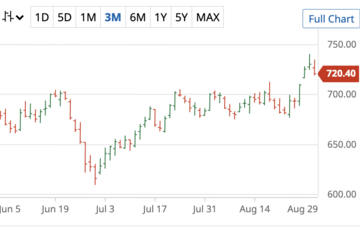 1D 5D 1M 3M 6M 1Y 5Y MAX
Full Chart
750.00
720.40
700.00
650.00
600.00
Jun 5 Jun 19 Jul 3 Jul 17 Jul 31 Aug 14 Aug 29